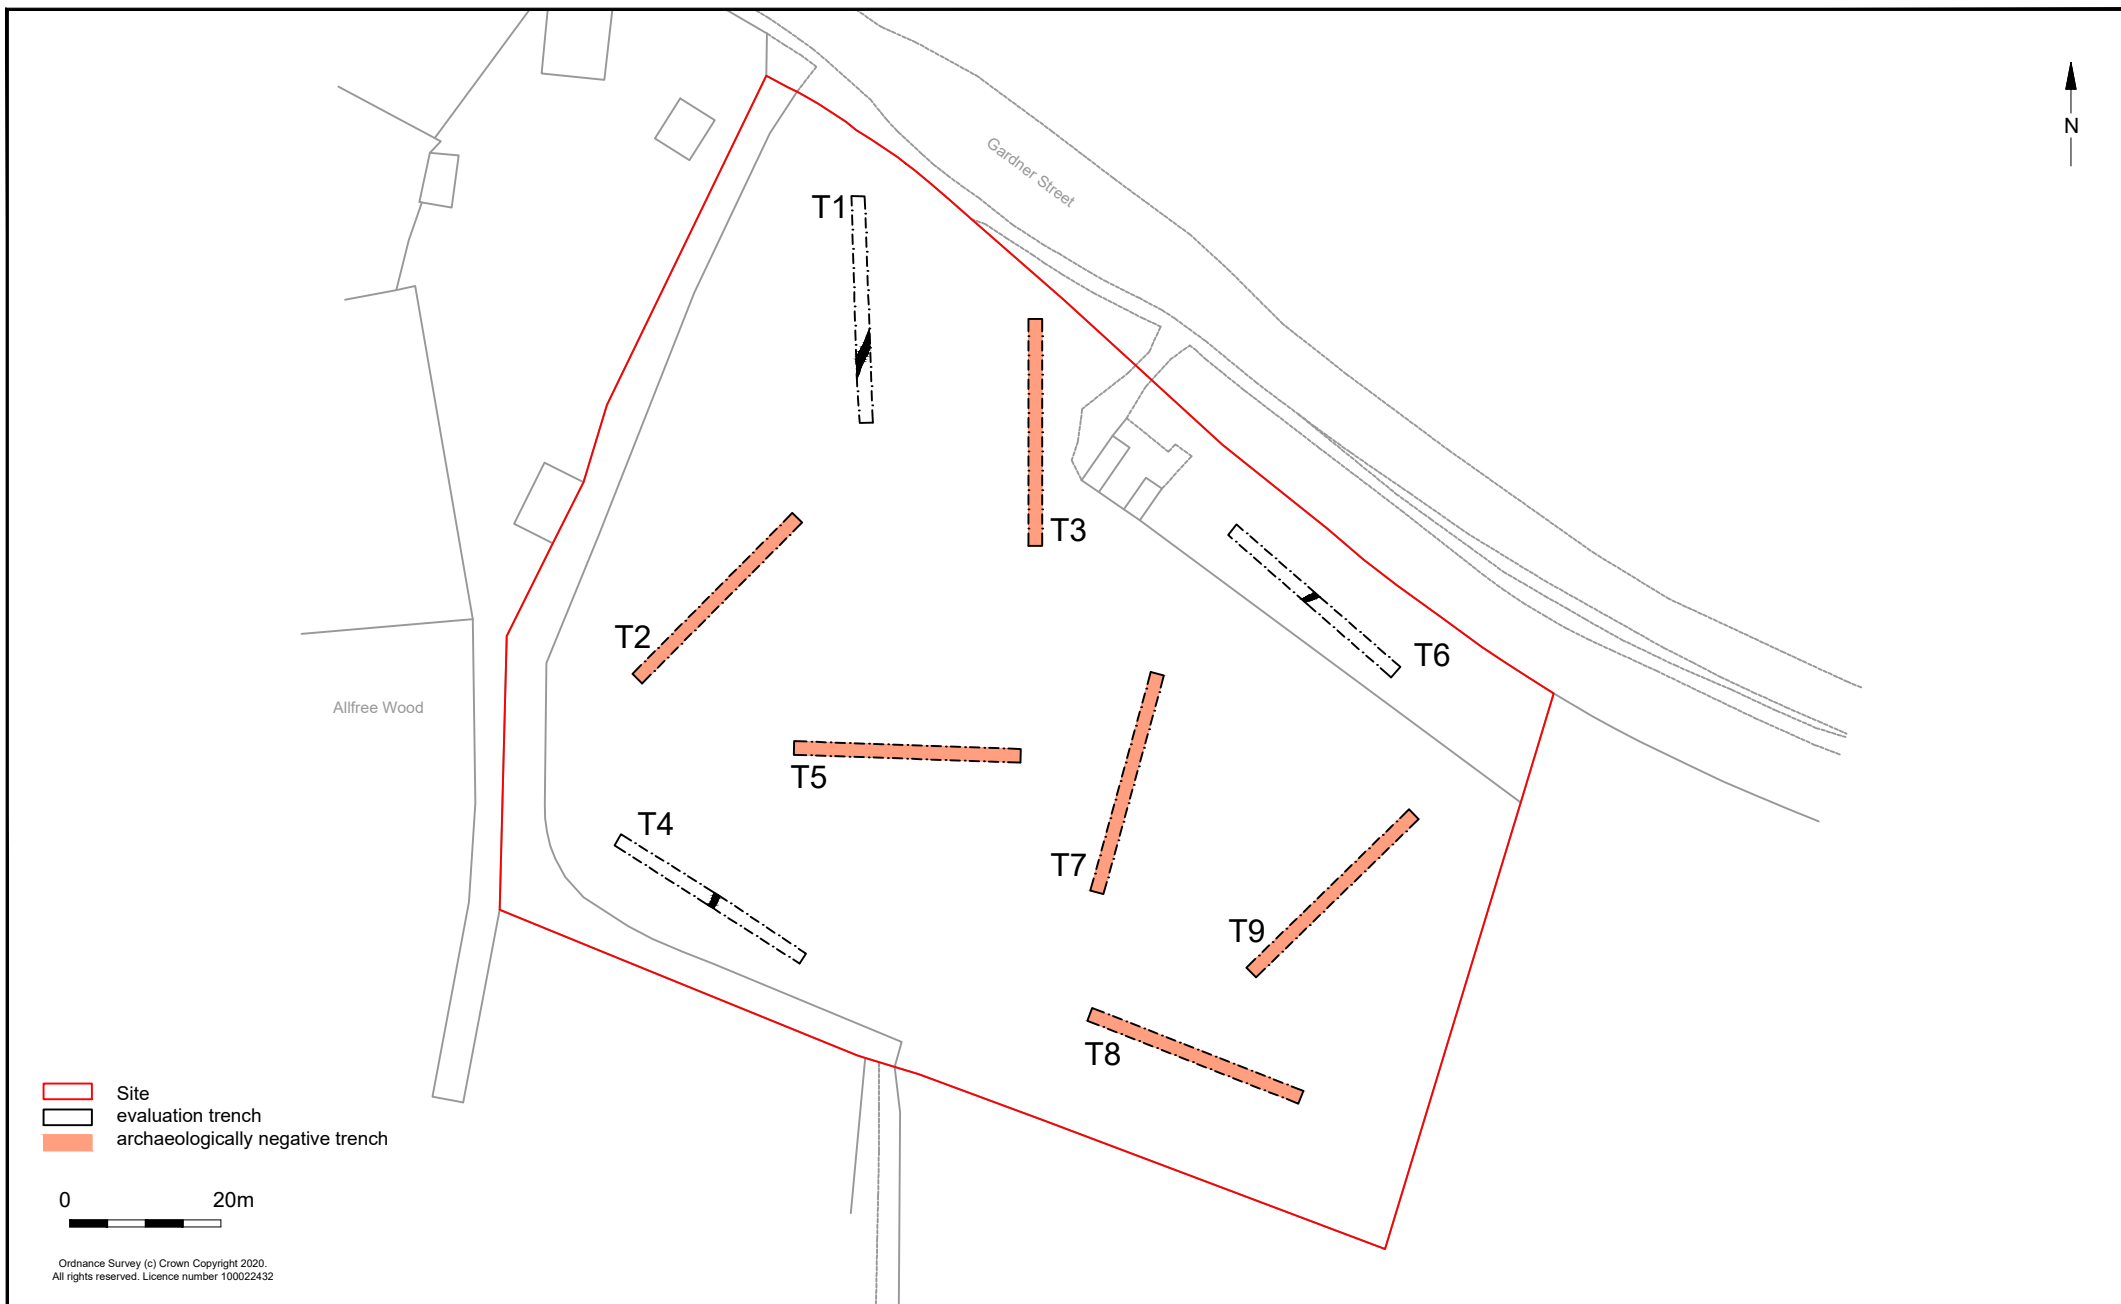 Gardner Street
N
T1
T3
T2
T6
Allfree Wood
T5
T4
T7
T9
T8
Site
evaluation trench
archaeologically negative trench
0 20m
Ordnance Survey (c) Crown Copyright 2020.
All rights reserved. Licence number 100022432